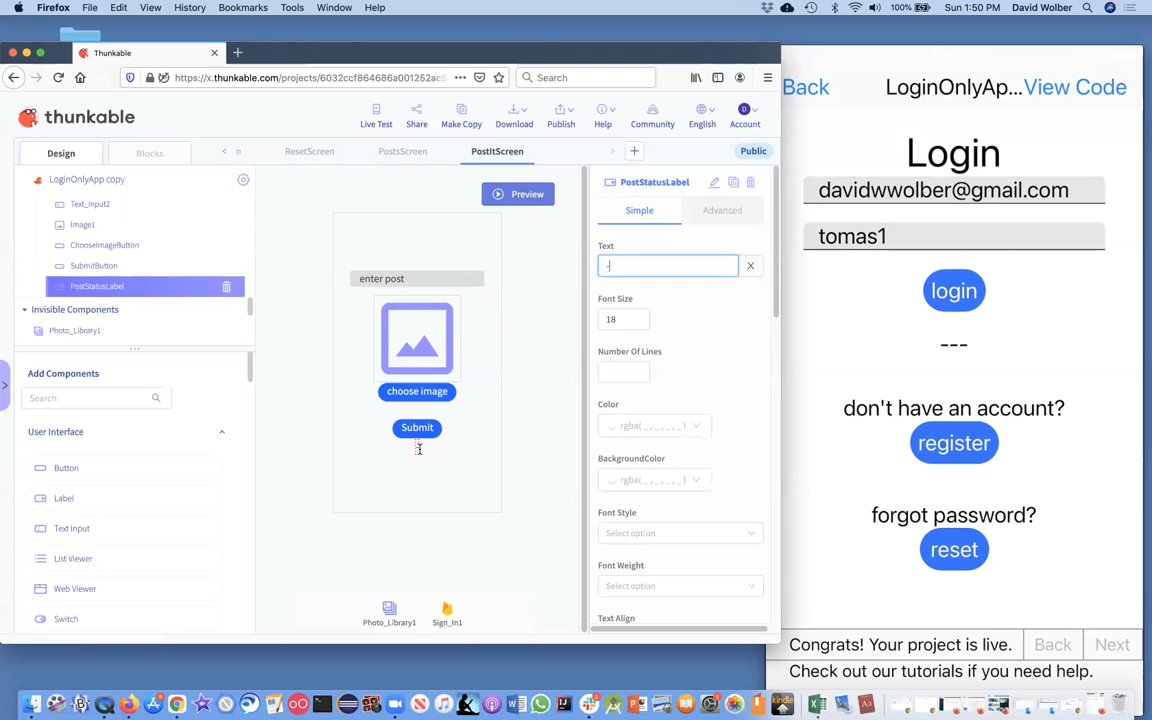 Firefox File Edit View History Bookmarks Tools Window Help
100% Sun 1:50 PM David Wolber
Thunkable
https://x.thunkable.com/projects/6032ccf864686a001252ac5
Search
thunkable
Live Test Share Make Copy Download Publish Help Community English Account
D
Design Blocks
n ResetScreen PostsScreen PostItScreen
Public
LoginOnlyApp copy
Text_Input2
Image1
ChooseImageButton
SubmitButton
PostStatusLabel
Invisible Components
Photo_Library1
Add Components
Search
User Interface
Button
Label
Text Input
List Viewer
Web Viewer
Switch
Preview
enter post
choose image
Submit
Photo_Library1 Sign_In1
PostStatusLabel
Simple Advanced
Text
-
X
Font Size
18
Number Of Lines
Color
rgba(_,_,_,_)
BackgroundColor
rgba(_,_,_,_)
Font Style
Select option
Font Weight
Select option
Text Align
Back LoginOnlyAp... View Code
Login
davidwwolber@gmail.com
tomas1
login
---
don't have an account?
register
forgot password?
reset
Congrats! Your project is live. Back Next
Check out our tutorials if you need help.